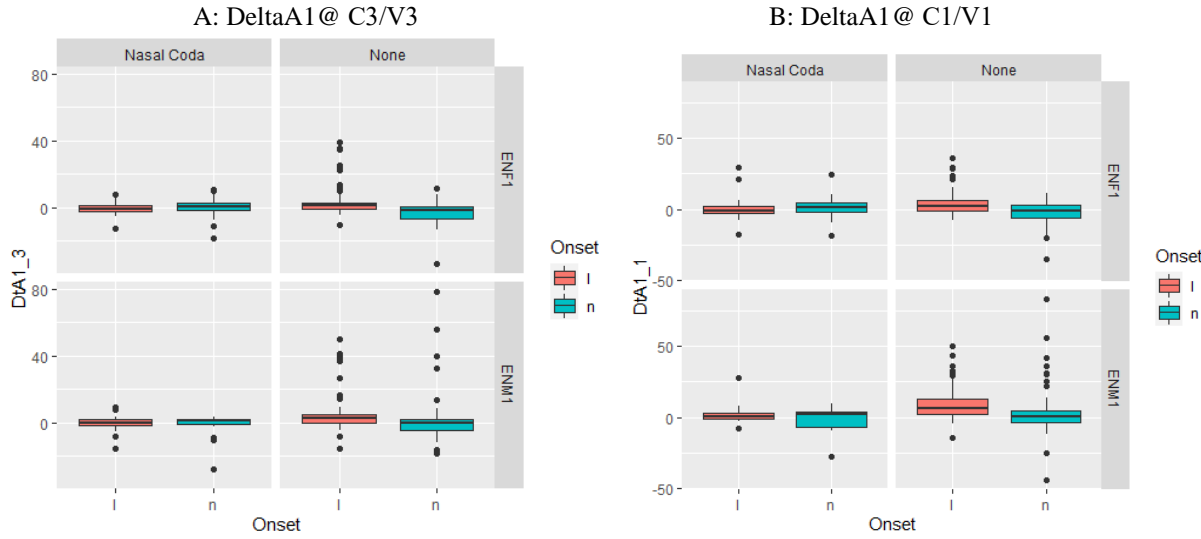 A: DeltaA1@ C3/V3
Nasal Coda
None
80
40
0
ENF1
80
40
0
ENM1
DtA1_3
l
n
l
n
Onset
Onset
l
n
B: DeltaA1@ C1/V1
Nasal Coda
None
50
0
-50
ENF1
50
0
-50
ENM1
DtA1_1
l
n
l
n
Onset
Onset
l
n